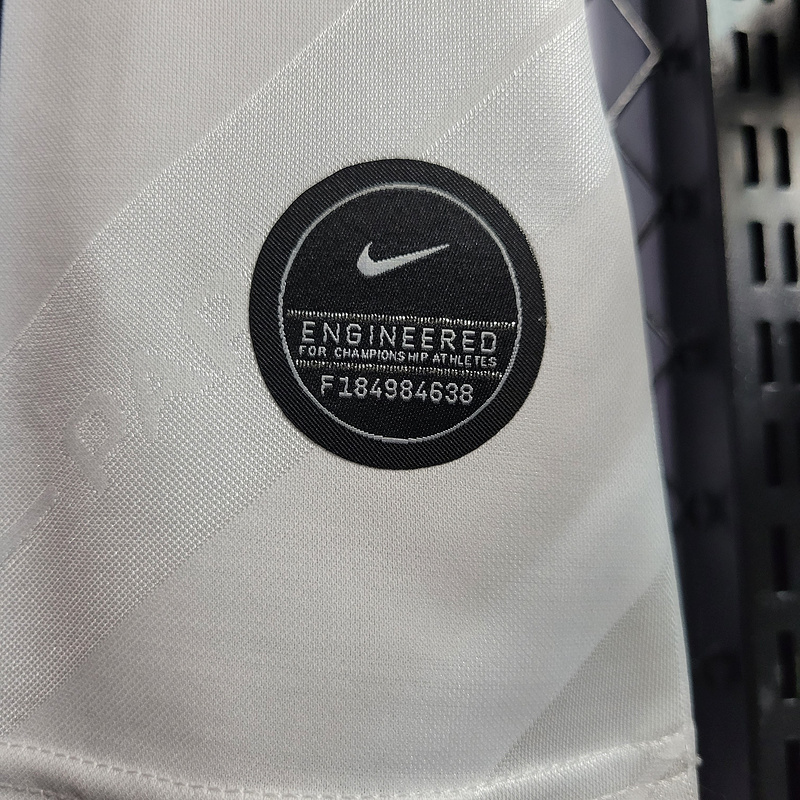 ENGINEERED
FOR CHAMPIONSHIP ATHLETES
F184984638